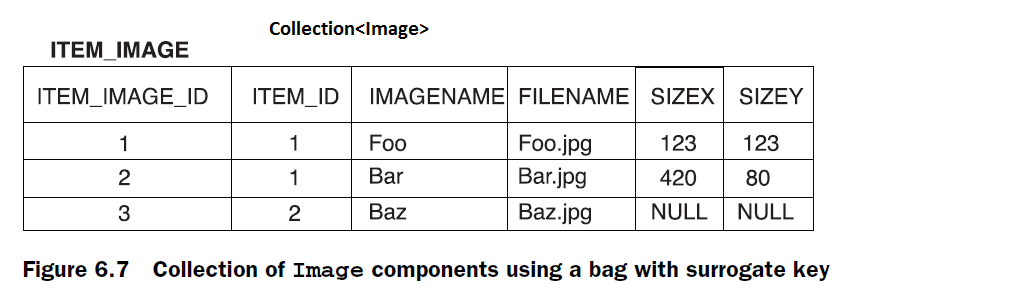 Collection<Image>
ITEM_IMAGE
ITEM_IMAGE_ID ITEM_ID IMAGENAME FILENAME SIZEX SIZEY
1 1 Foo Foo.jpg 123 123
2 1 Bar Bar.jpg 420 80
3 2 Baz Baz.jpg NULL NULL
Figure 6.7 Collection of Image components using a bag with surrogate key